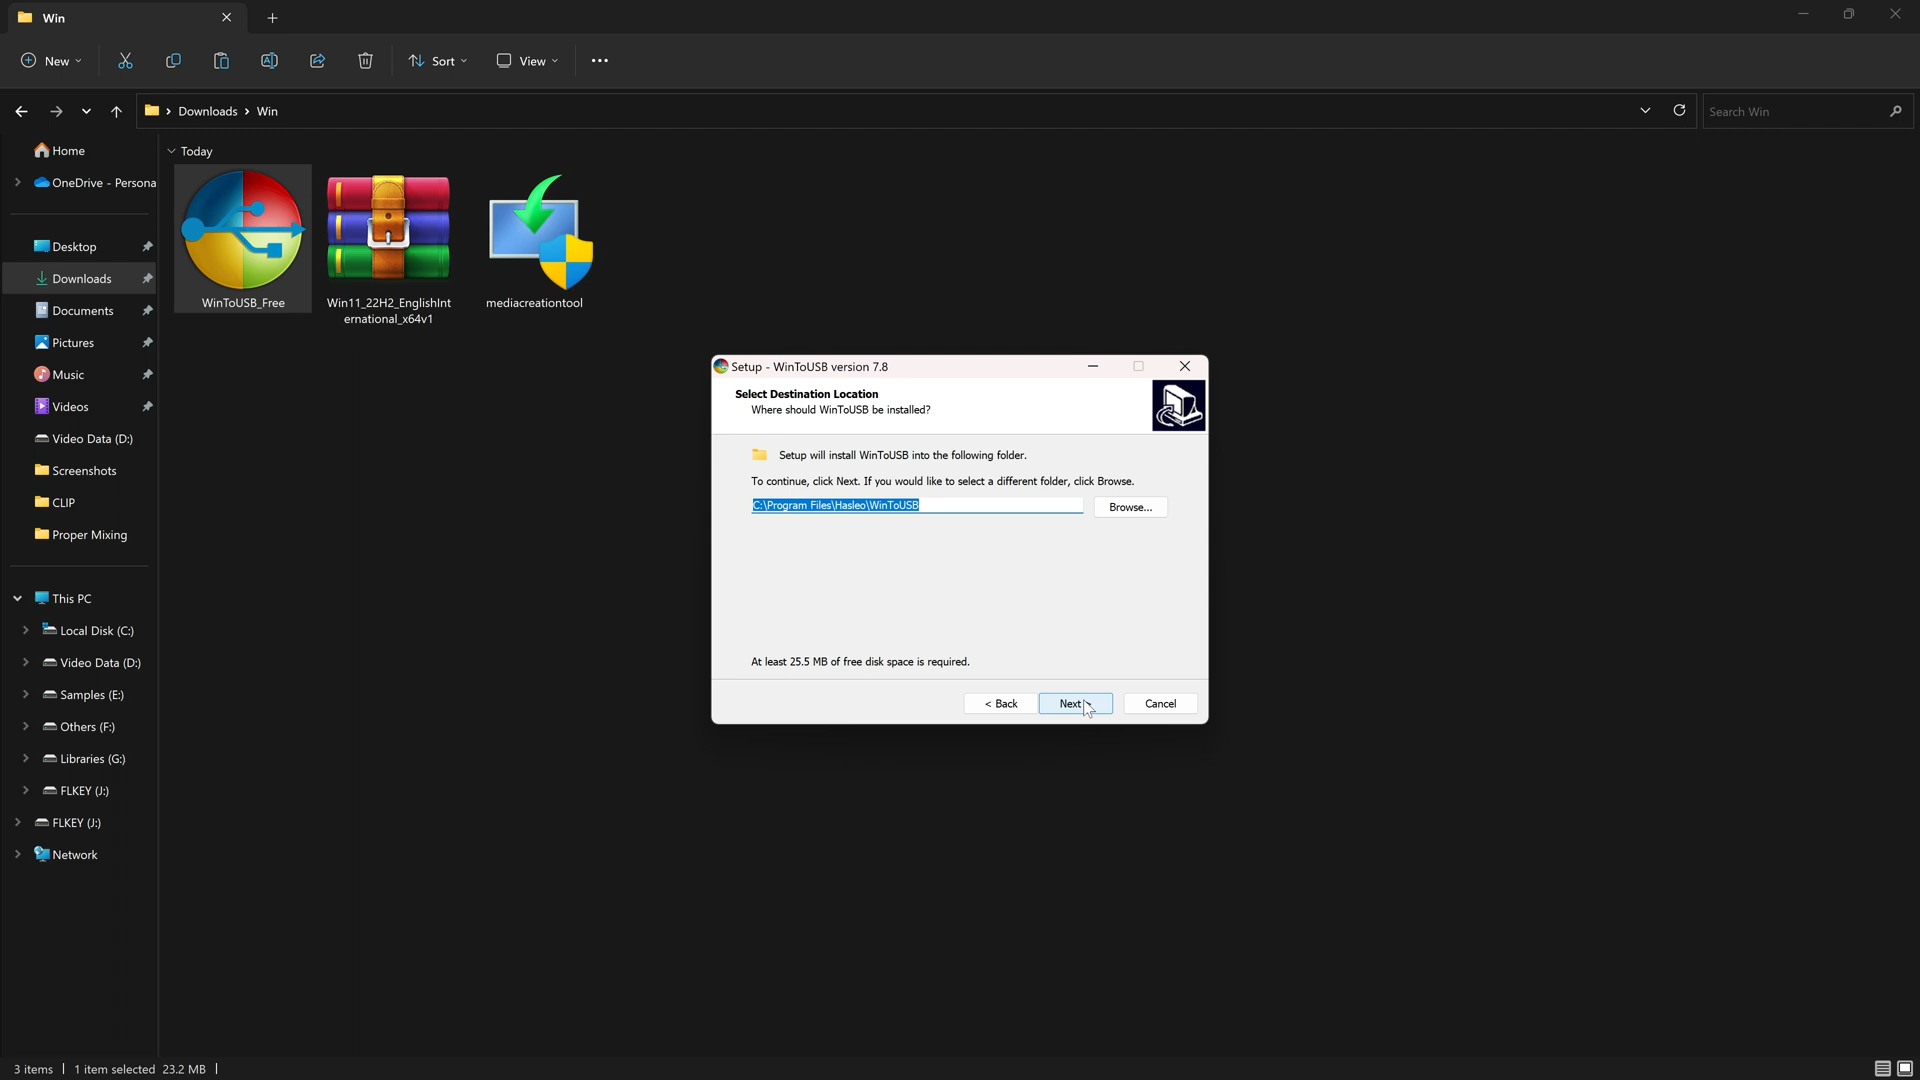 Win
New
Sort
View
Downloads
Win
Search Win
Home
OneDrive - Persona
Desktop
Downloads
Documents
Pictures
Music
Videos
Video Data (D:)
Screenshots
CLIP
Proper Mixing
This PC
Local Disk (C:)
Video Data (D:)
Samples (E:)
Others (F:)
Libraries (G:)
FLKEY (J:)
FLKEY (J:)
Network
Today
WinToUSB_Free
Win11_22H2_EnglishInt
ernational_x64v1
mediacreationtool
Setup - WinToUSB version 7.8
Select Destination Location
Where should WinToUSB be installed?
Setup will install WinToUSB into the following folder.
To continue, click Next. If you would like to select a different folder, click Browse.
C:\Program Files\Hasleo\WinToUSB
Browse...
At least 25.5 MB of free disk space is required.
< Back
Next
Cancel
3 items
1 item selected 23.2 MB